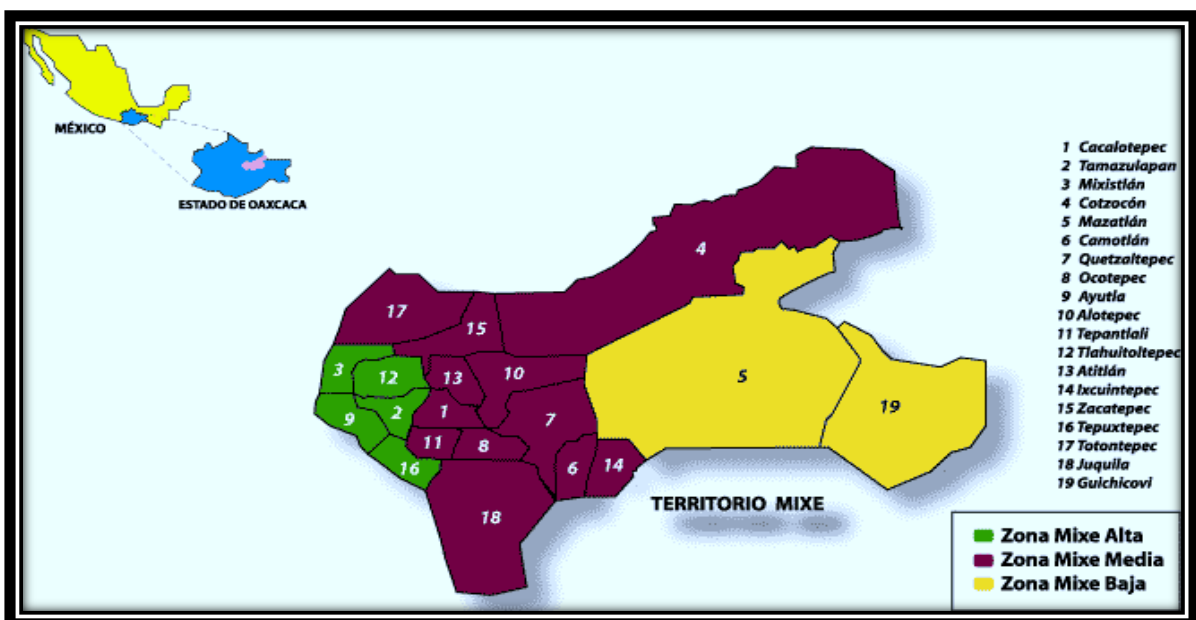 MÉXICO
ESTADO DE OAXCACA
1 Cacalotepec
2 Tamazulapan
3 Mixistlán
4 Cotzocón
5 Mazatlán
6 Camotlán
7 Quetzaltepec
8 Ocotepec
9 Ayutla
10 Alotepec
11 Tepantlali
12 Tlahuitoltepec
13 Atitlán
14 Ixcuintepec
15 Zacatepec
16 Tepuxtepec
17 Totontepec
18 Juquila
19 Guichicovi
4
17
15
3
12
13
10
5
9
2
1
7
19
11
8
16
6
14
18
TERRITORIO MIXE
Zona Mixe Alta
Zona Mixe Media
Zona Mixe Baja